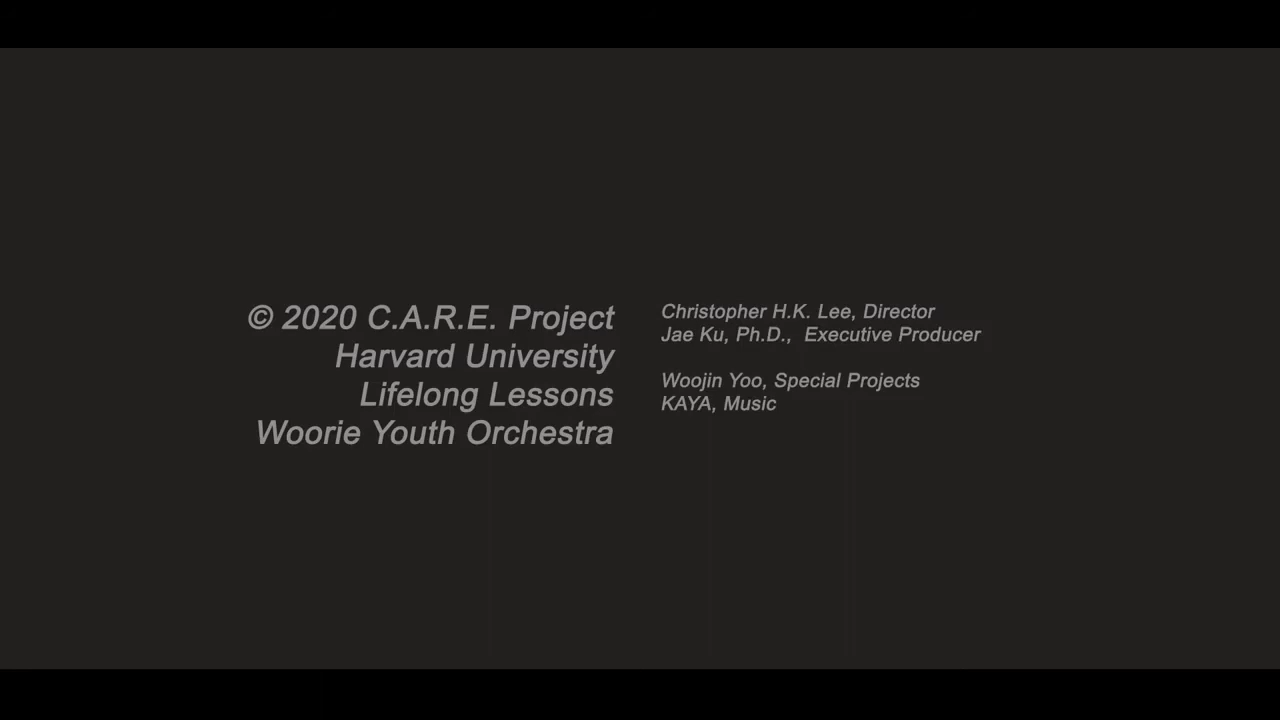 © 2020 C.A.R.E. Project
Harvard University
Lifelong Lessons
Woorie Youth Orchestra
Christopher H.K. Lee, Director
Jae Ku, Ph.D.,  Executive Producer
Woojin Yoo, Special Projects
KAYA, Music